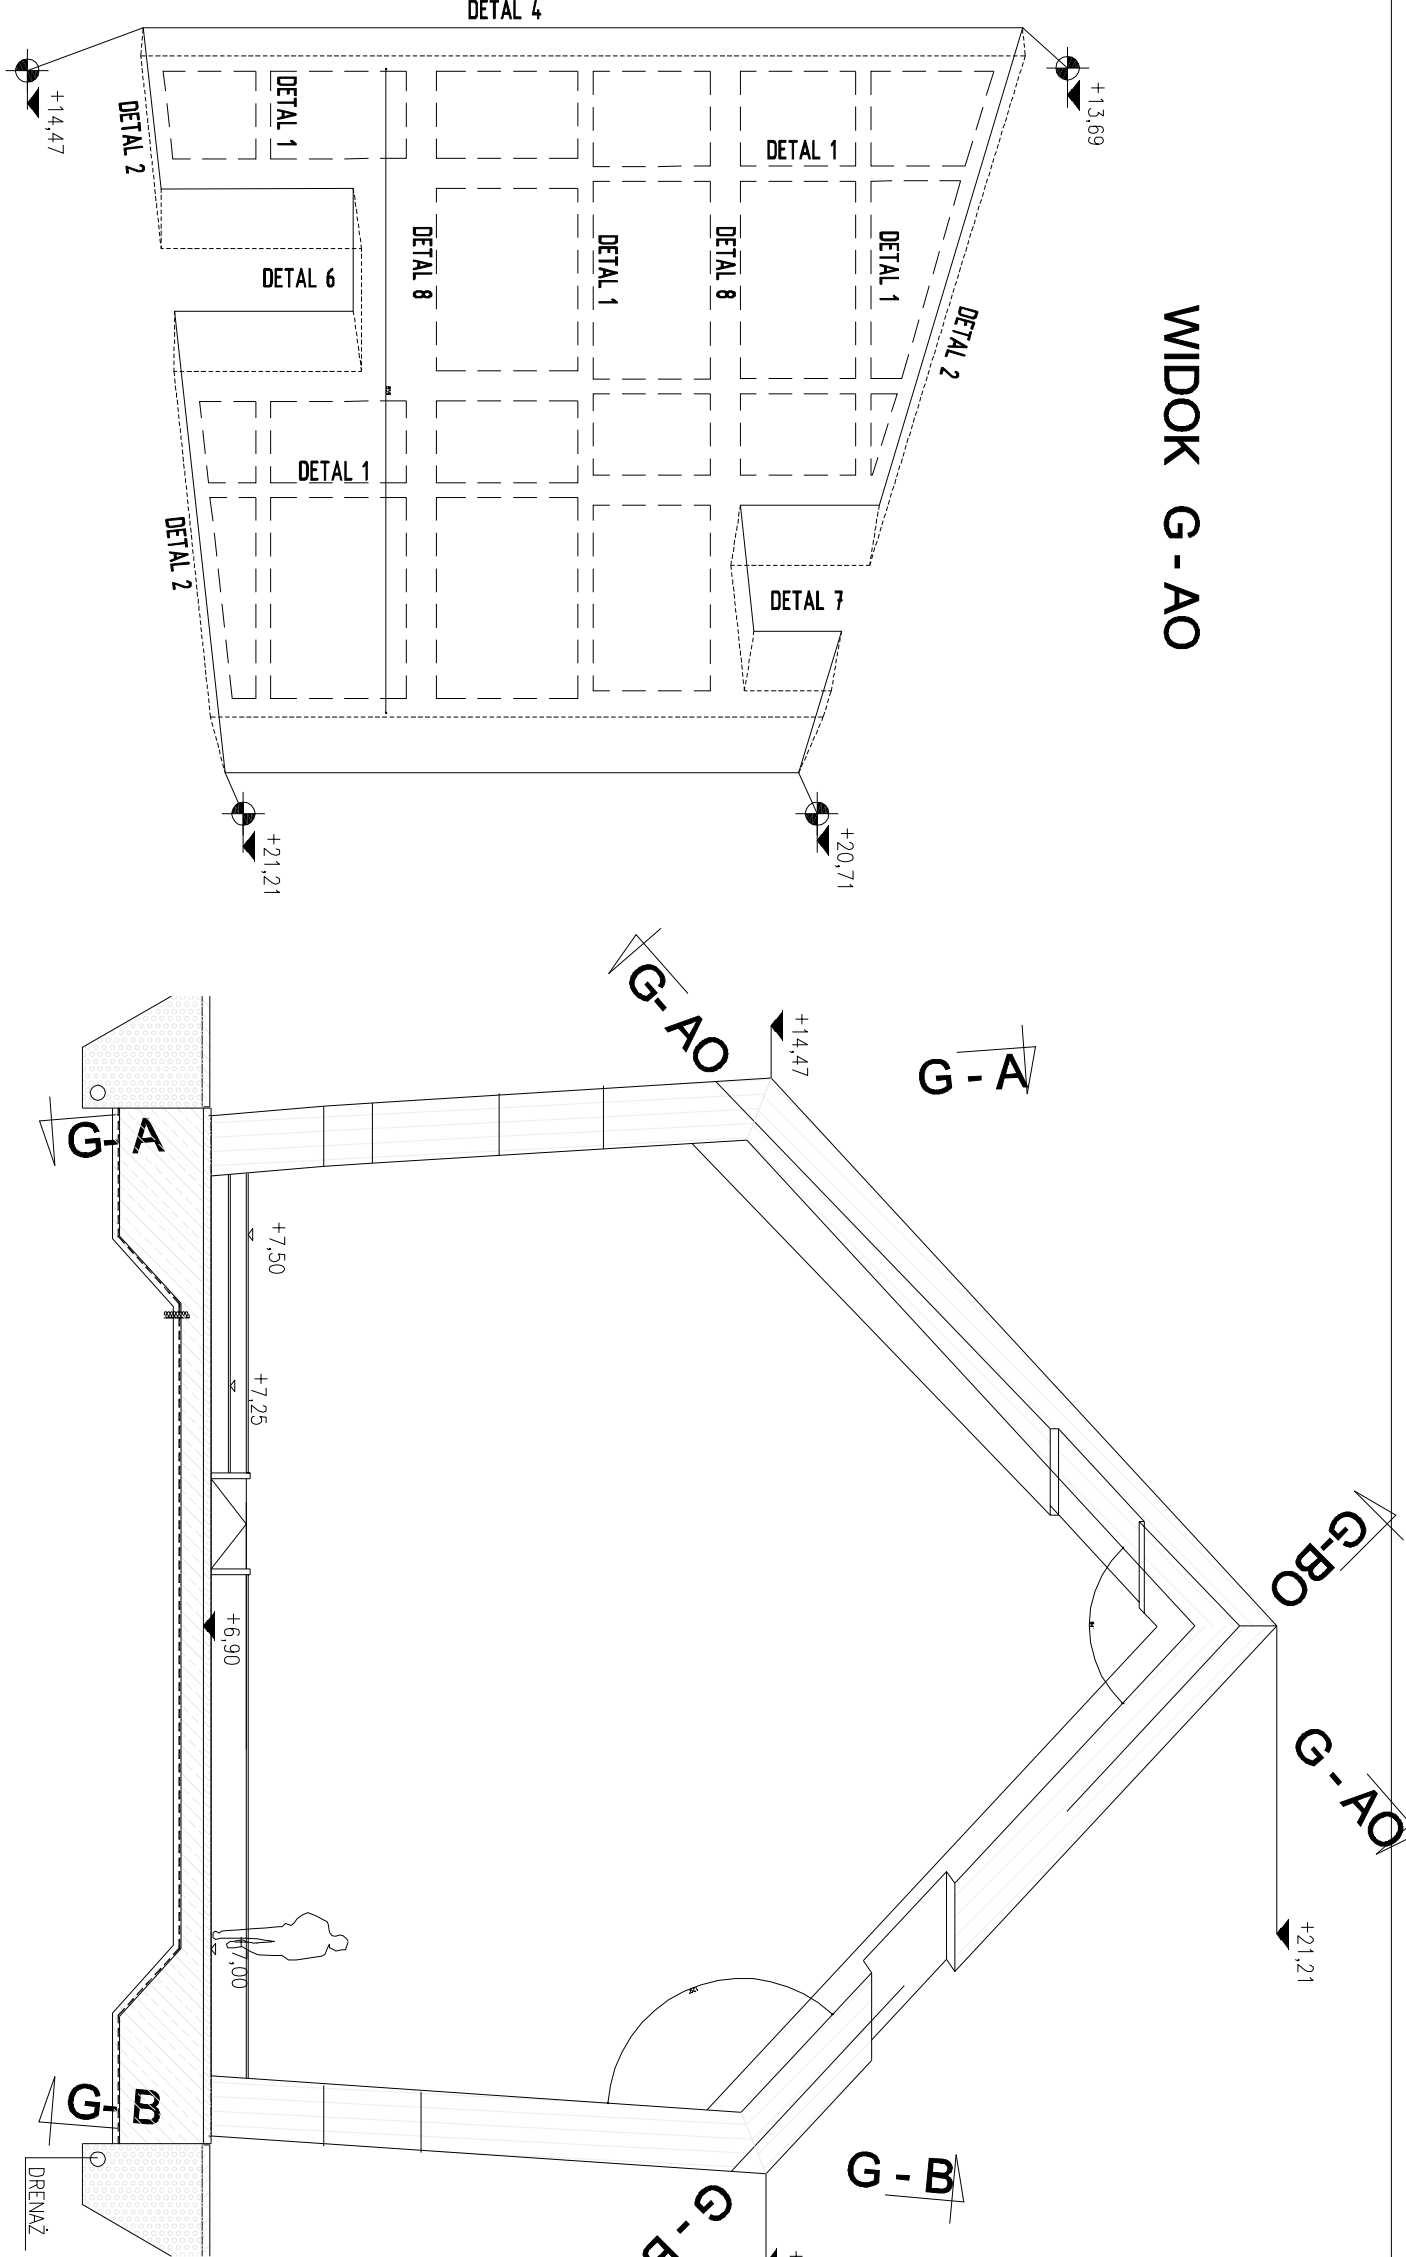 DETAL 4
+14,47
+13,69
DETAL 2
DETAL 1
DETAL 1
DETAL 6
DETAL 8
DETAL 1
DETAL 8
DETAL 1
DETAL 2
DETAL 1
DETAL 2
DETAL 7
+21,21
+20,71
WIDOK G - AO
G- AO
+14,47
G - A
G- A
+7,50
+7,25
+6,90
+7,00
G-BO
G - AO
+21,21
G- B
G - B
G - B
DRENAŻ